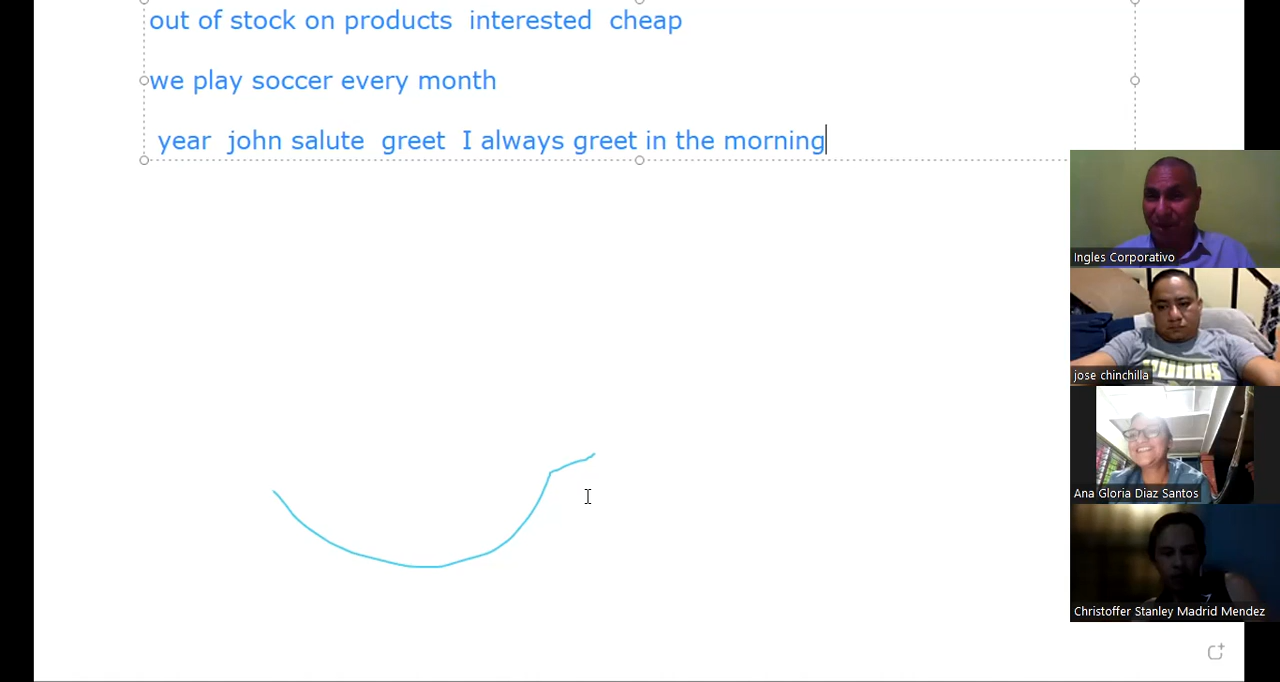 out of stock on products  interested  cheap
we play soccer every month
year  john salute  greet  I always greet in the morning
Ingles Corporativo
jose chinchilla
Ana Gloria Diaz Santos
Christoffer Stanley Madrid Mendez